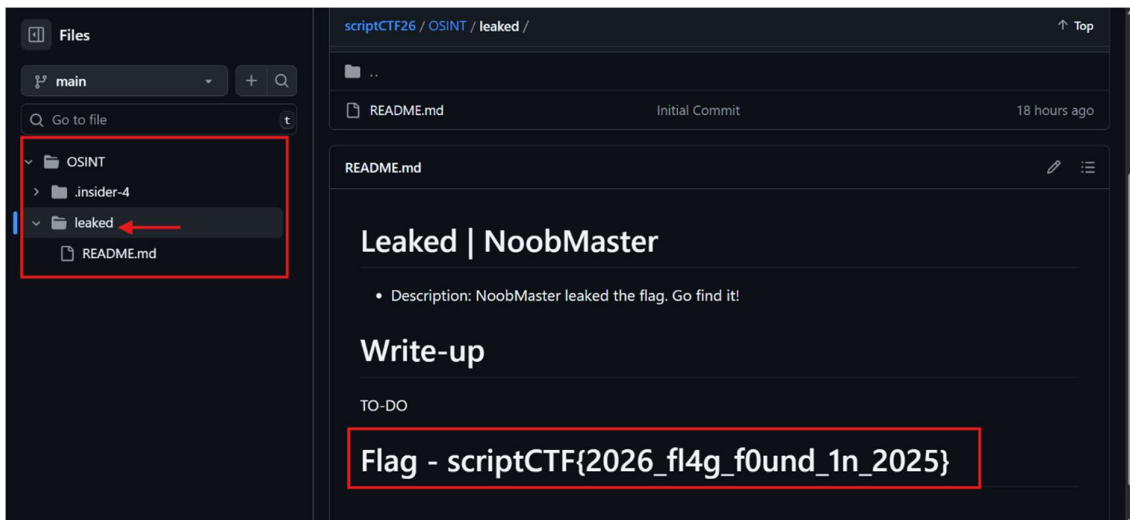 Files
main
Go to file
t
OSINT
.insider-4
leaked
README.md
scriptCTF26 / OSINT / leaked /
Top
..
README.md Initial Commit 18 hours ago
README.md
Leaked | NoobMaster
• Description: NoobMaster leaked the flag. Go find it!
Write-up
TO-DO
Flag - scriptCTF{2026_fl4g_f0und_1n_2025}